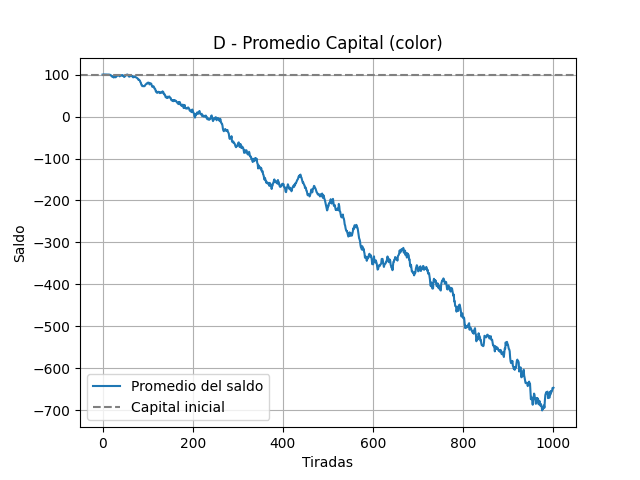 D - Promedio Capital (color)
100
0
−100
−200
−300
−400
−500
−600
−700
Saldo
Promedio del saldo
Capital inicial
0 200 400 600 800 1000
Tiradas